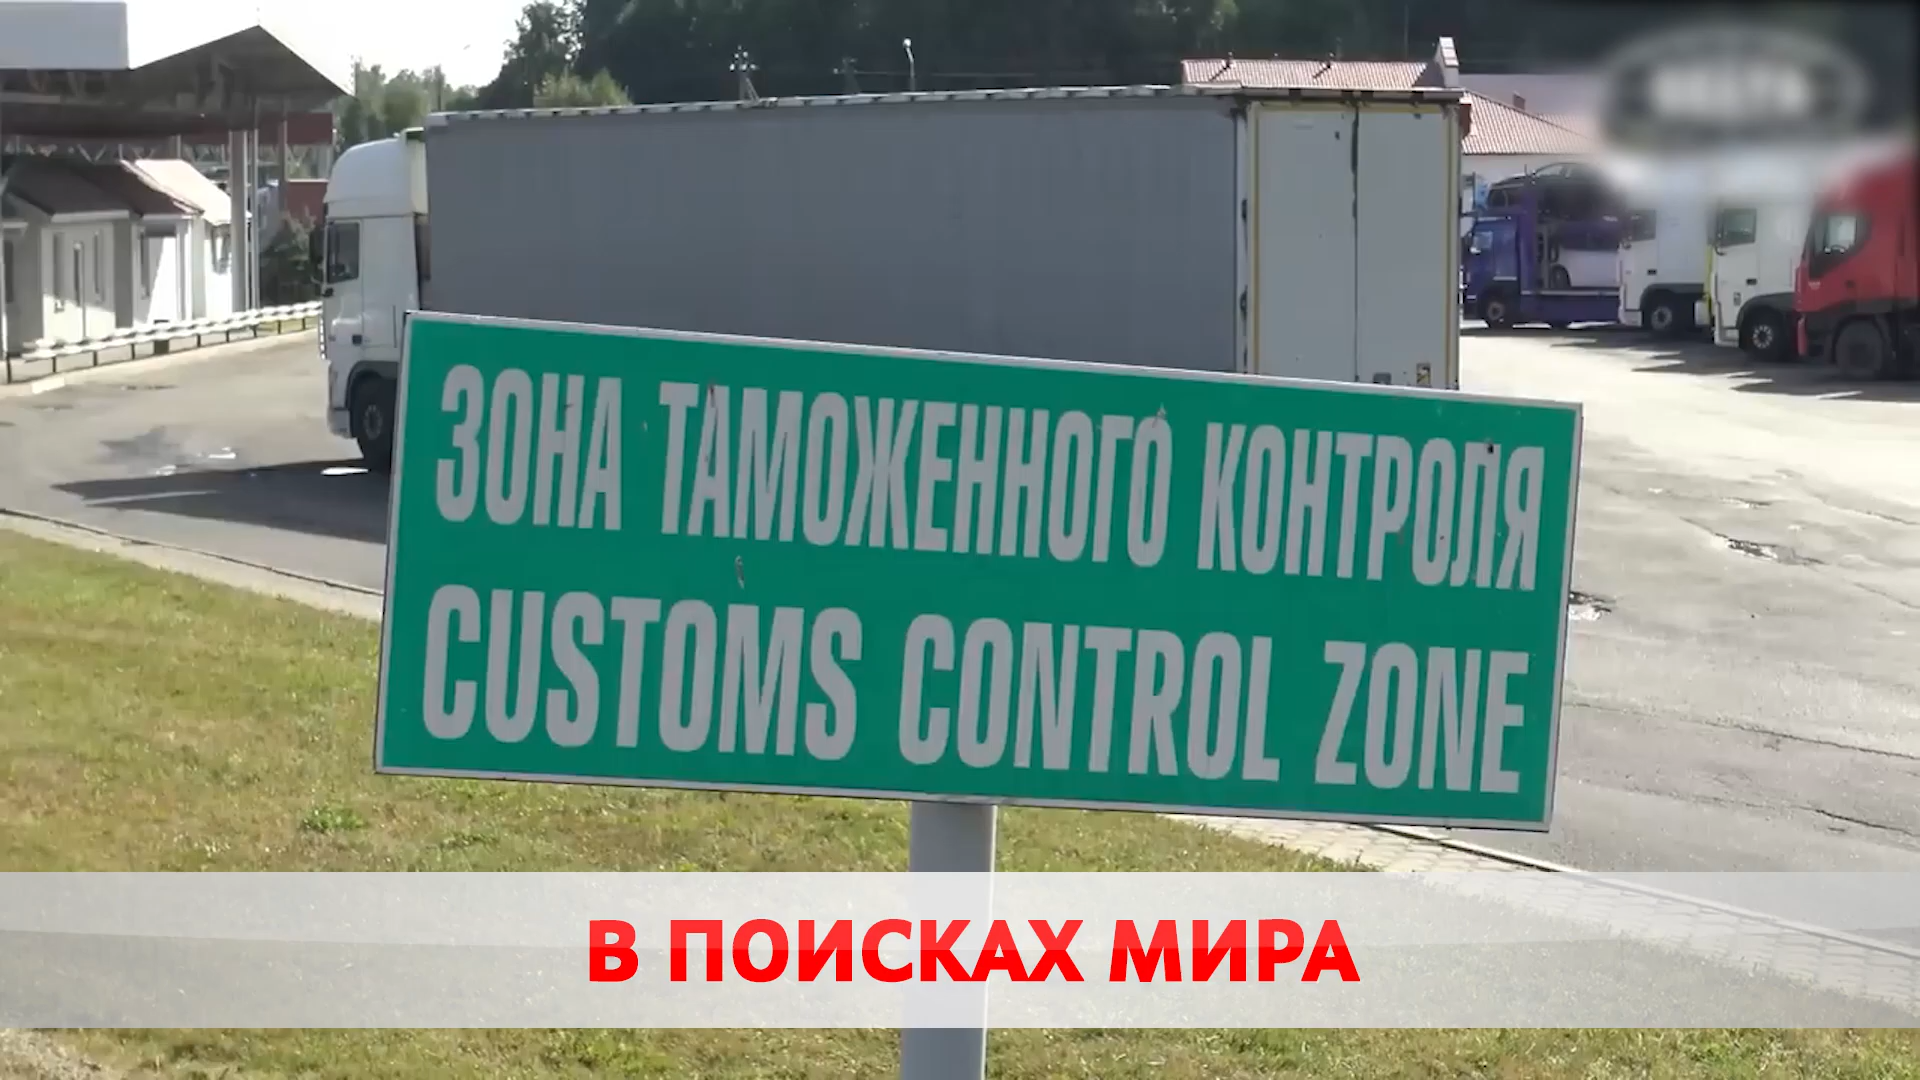 ЗОНА ТАМОЖЕННОГО КОНТРОЛЯ
CUSTOMS CONTROL ZONE
В ПОИСКАХ МИРА